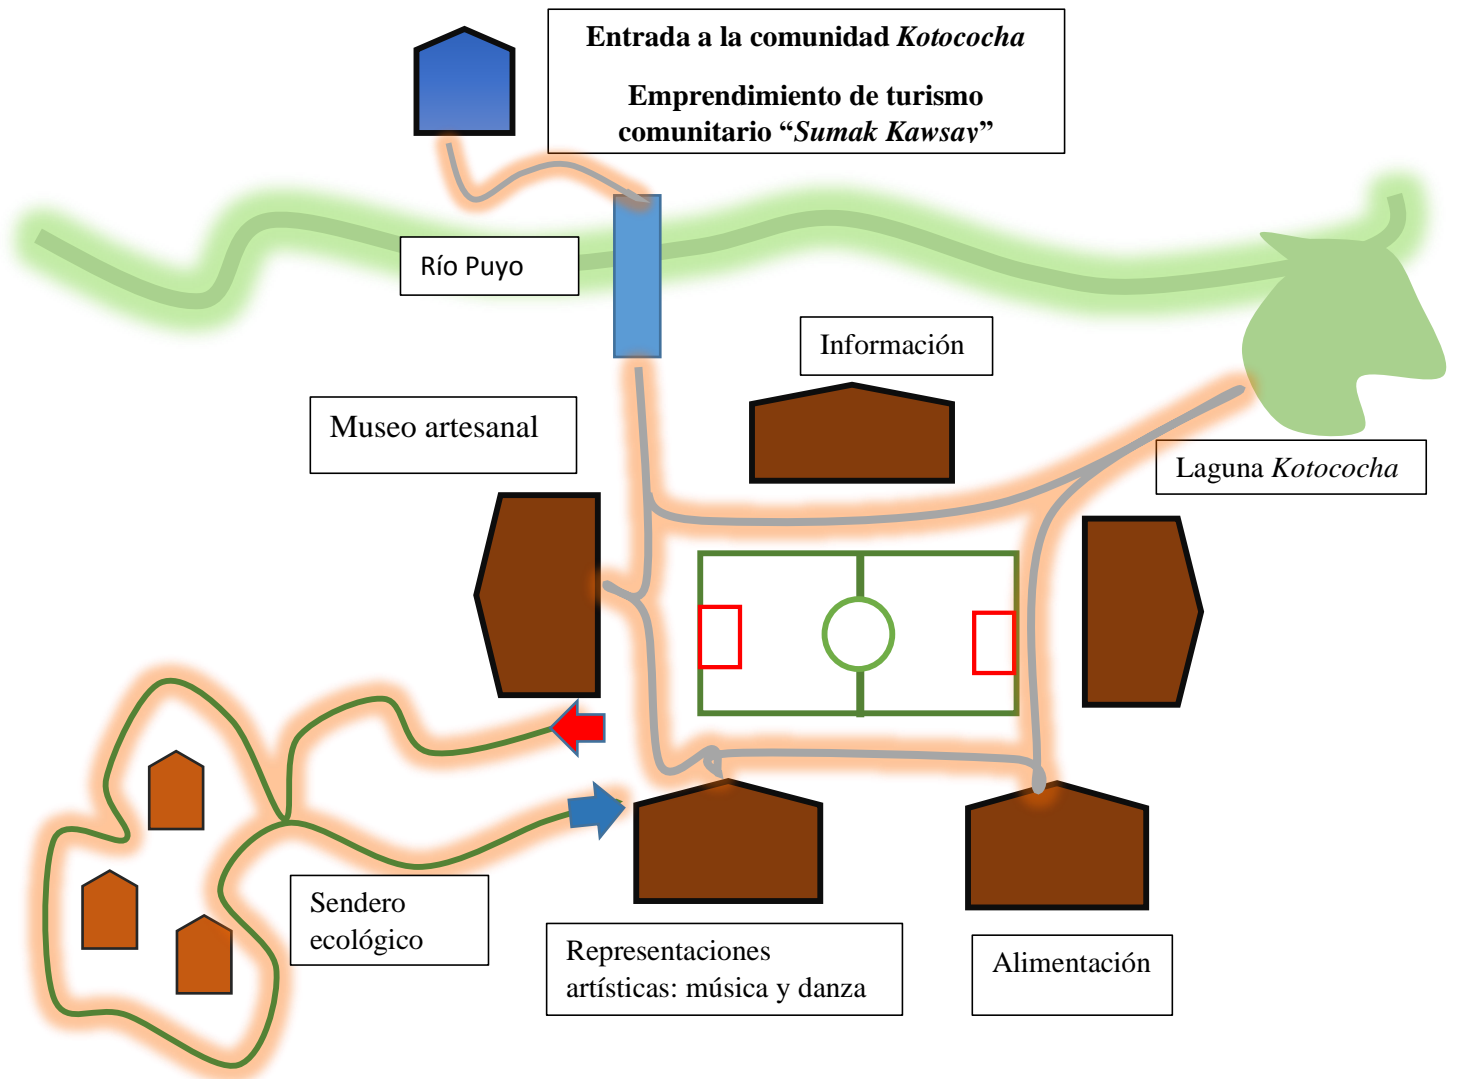 Entrada a la comunidad Kotococha
Emprendimiento de turismo
comunitario “Sumak Kawsay”
Río Puyo
Información
Museo artesanal
Laguna Kotococha
Sendero
ecológico
Representaciones
artísticas: música y danza
Alimentación